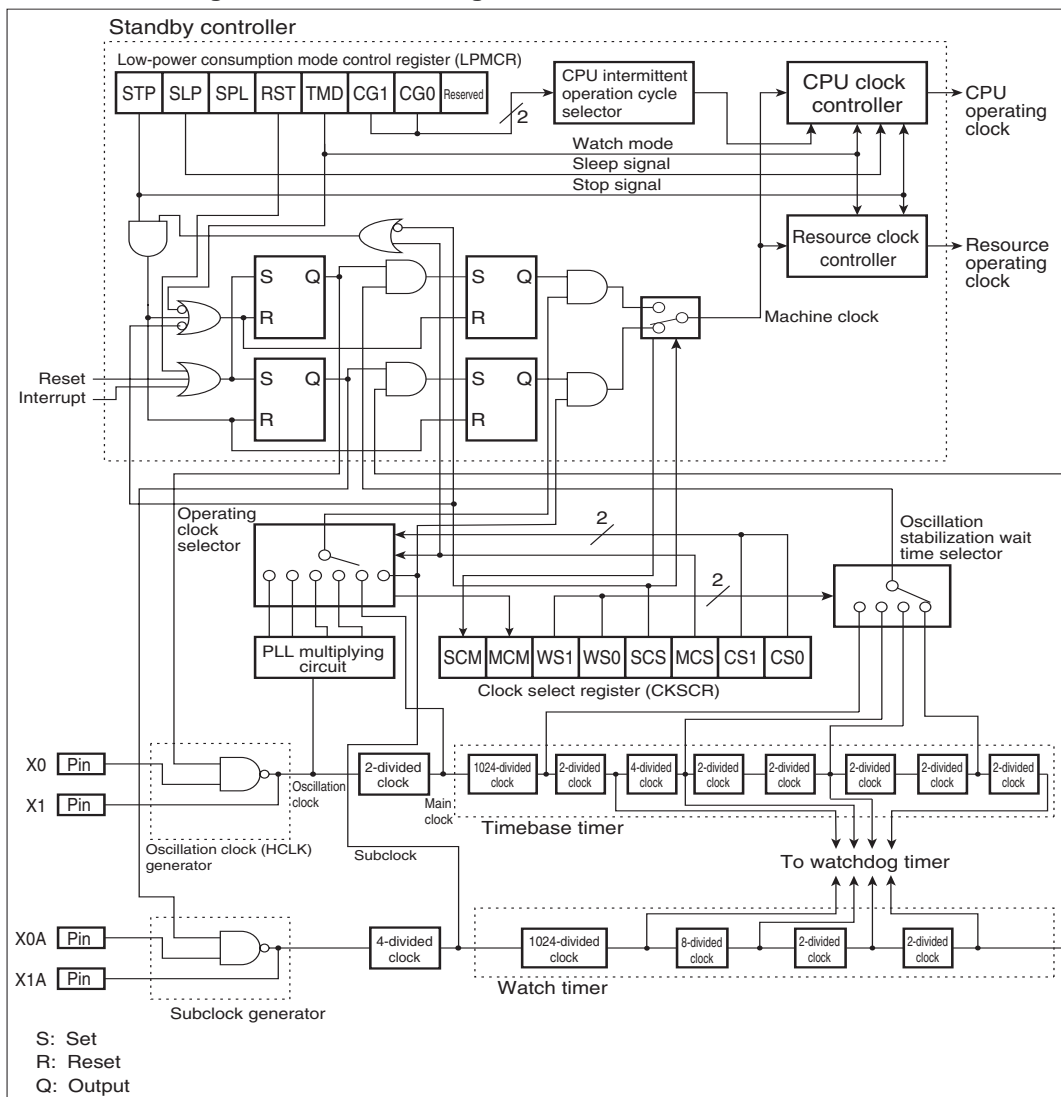 Standby controller
Low-power consumption mode control register (LPMCR)
STP SLP SPL RST TMD CG1 CG0 Reserved
2
CPU intermittent
operation cycle
selector
CPU clock
controller
CPU
operating
clock
Watch mode
Sleep signal
Stop signal
Resource clock
controller
Resource
operating
clock
S Q
R
S Q
R
Machine clock
Reset
Interrupt
S Q
R
S Q
R
Operating
clock
selector
2
Oscillation
stabilization wait
time selector
2
PLL multiplying
circuit
SCM MCM WS1 WS0 SCS MCS CS1 CS0
Clock select register (CKSCR)
X0 Pin
X1 Pin
Oscillation clock (HCLK)
generator
Oscillation
clock
2-divided
clock
Main
clock
1024-divided
clock
2-divided
clock
4-divided
clock
2-divided
clock
2-divided
clock
2-divided
clock
2-divided
clock
2-divided
clock
Timebase timer
Subclock
To watchdog timer
X0A Pin
X1A Pin
Subclock generator
4-divided
clock
1024-divided
clock
8-divided
clock
2-divided
clock
2-divided
clock
Watch timer
S: Set
R: Reset
Q: Output